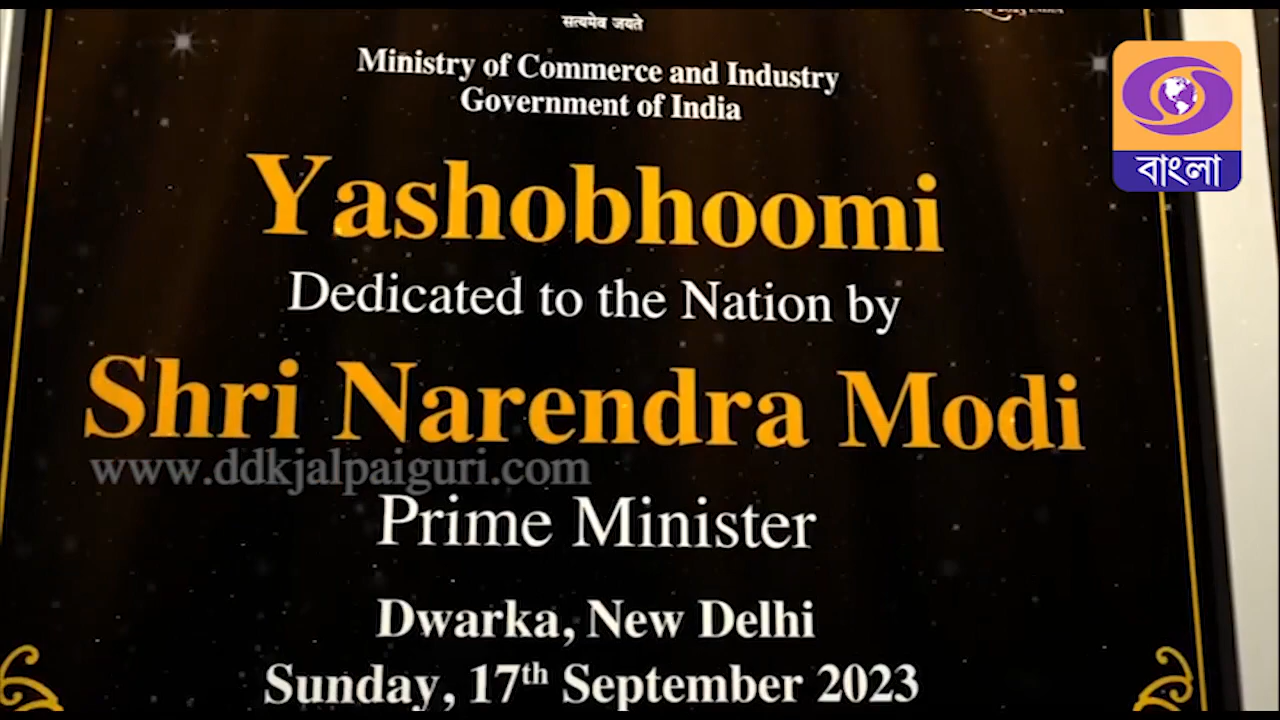 सत्यमेव जयते
Ministry of Commerce and Industry
Government of India
Yashobhoomi
Dedicated to the Nation by
Shri Narendra Modi
www.ddkjalpaiguri.com
Prime Minister
Dwarka, New Delhi
Sunday, 17th September 2023
বাংলা